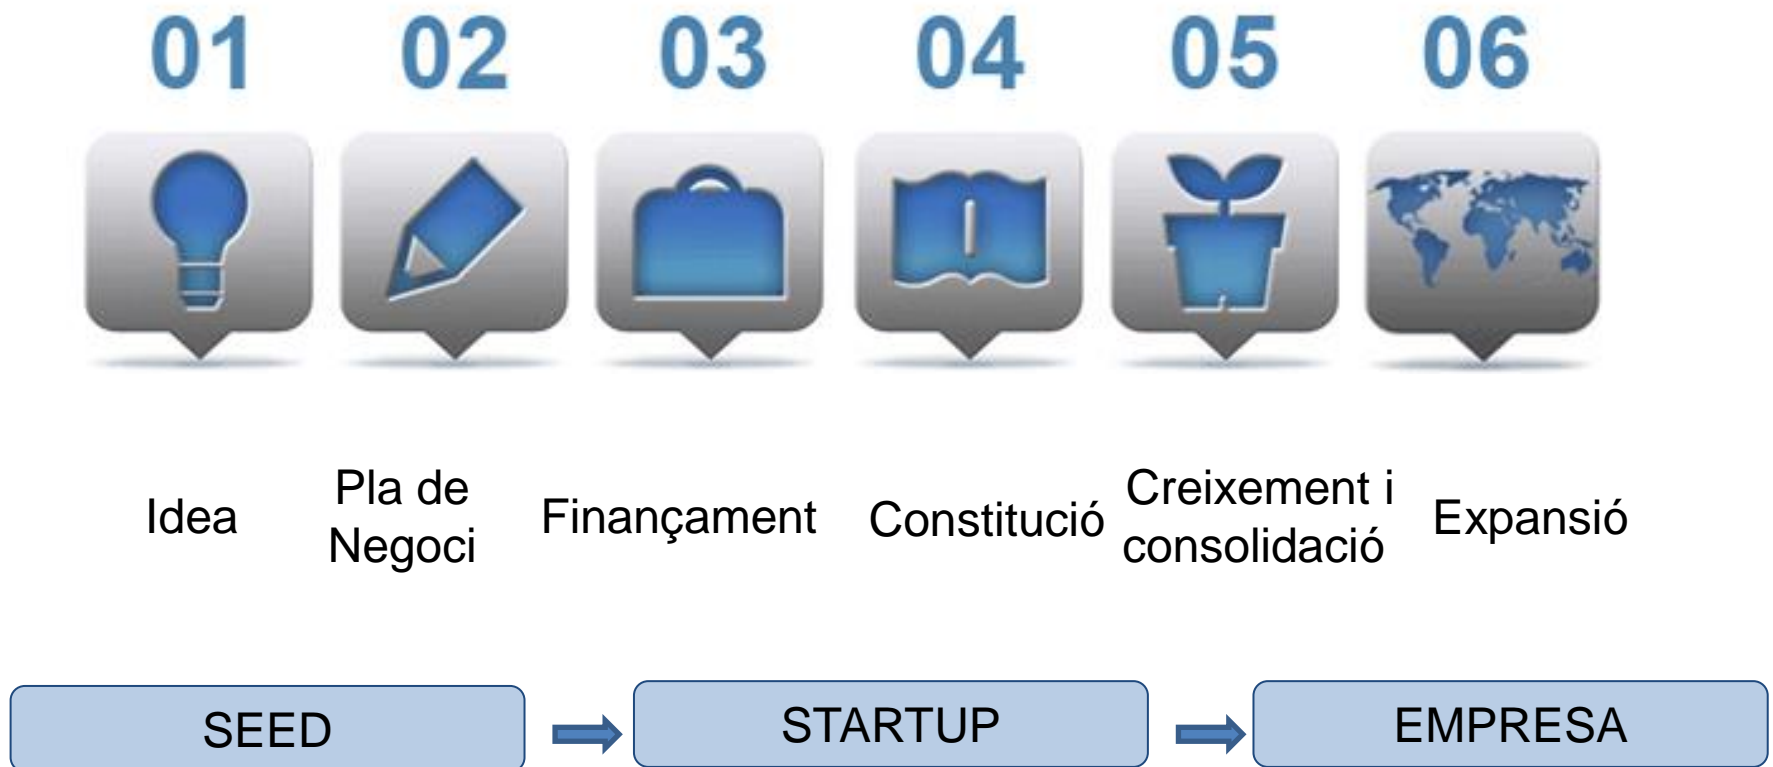 01 02 03 04 05 06
Idea
Pla de
Negoci
Finançament
Constitució
Creixement i
consolidació
Expansió
SEED
STARTUP
EMPRESA